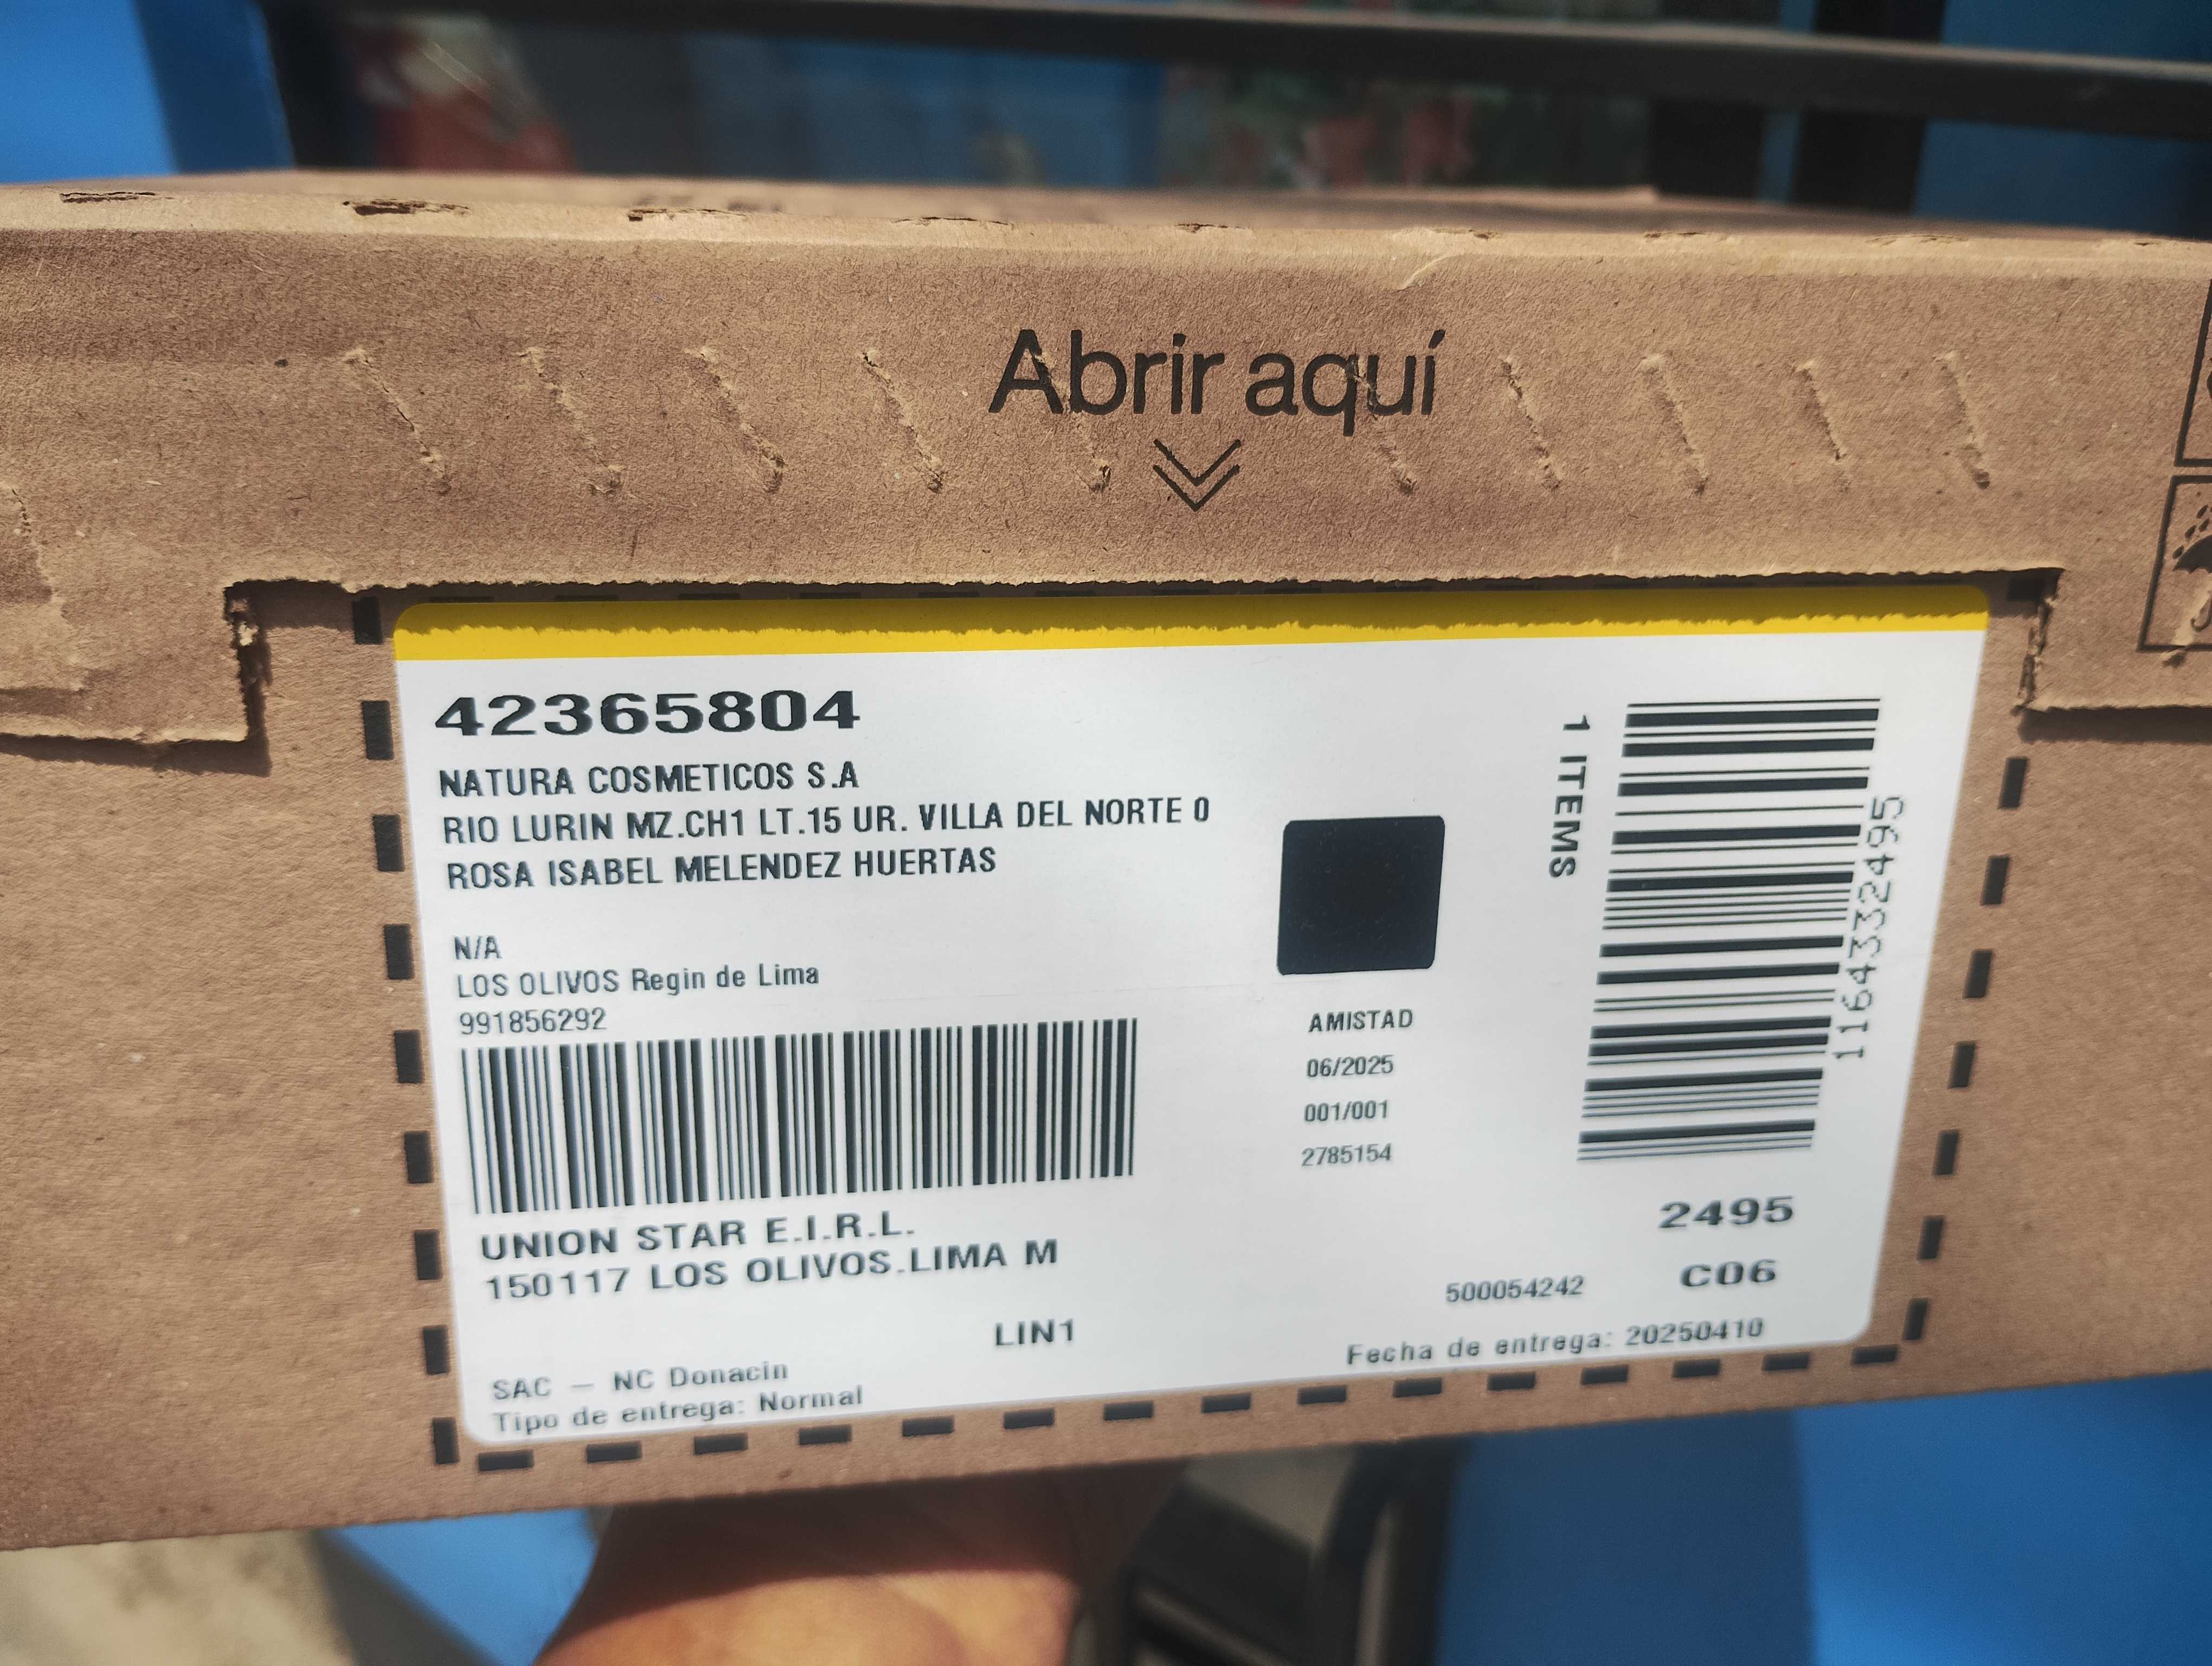 Abrir aquí
42365804
NATURA COSMETICOS S.A
RIO LURIN MZ.CH1 LT.15 UR. VILLA DEL NORTE 0
ROSA ISABEL MELENDEZ HUERTAS
N/A
LOS OLIVOS Regin de Lima
991856292
UNION STAR E.I.R.L.
150117 LOS OLIVOS.LIMA M
LIN1
SAC – NC Donacin
Tipo de entrega: Normal
AMISTAD
06/2025
001/001
2785154
1 ITEMS
1164332495
2495
C06
500054242
Fecha de entrega: 20250410